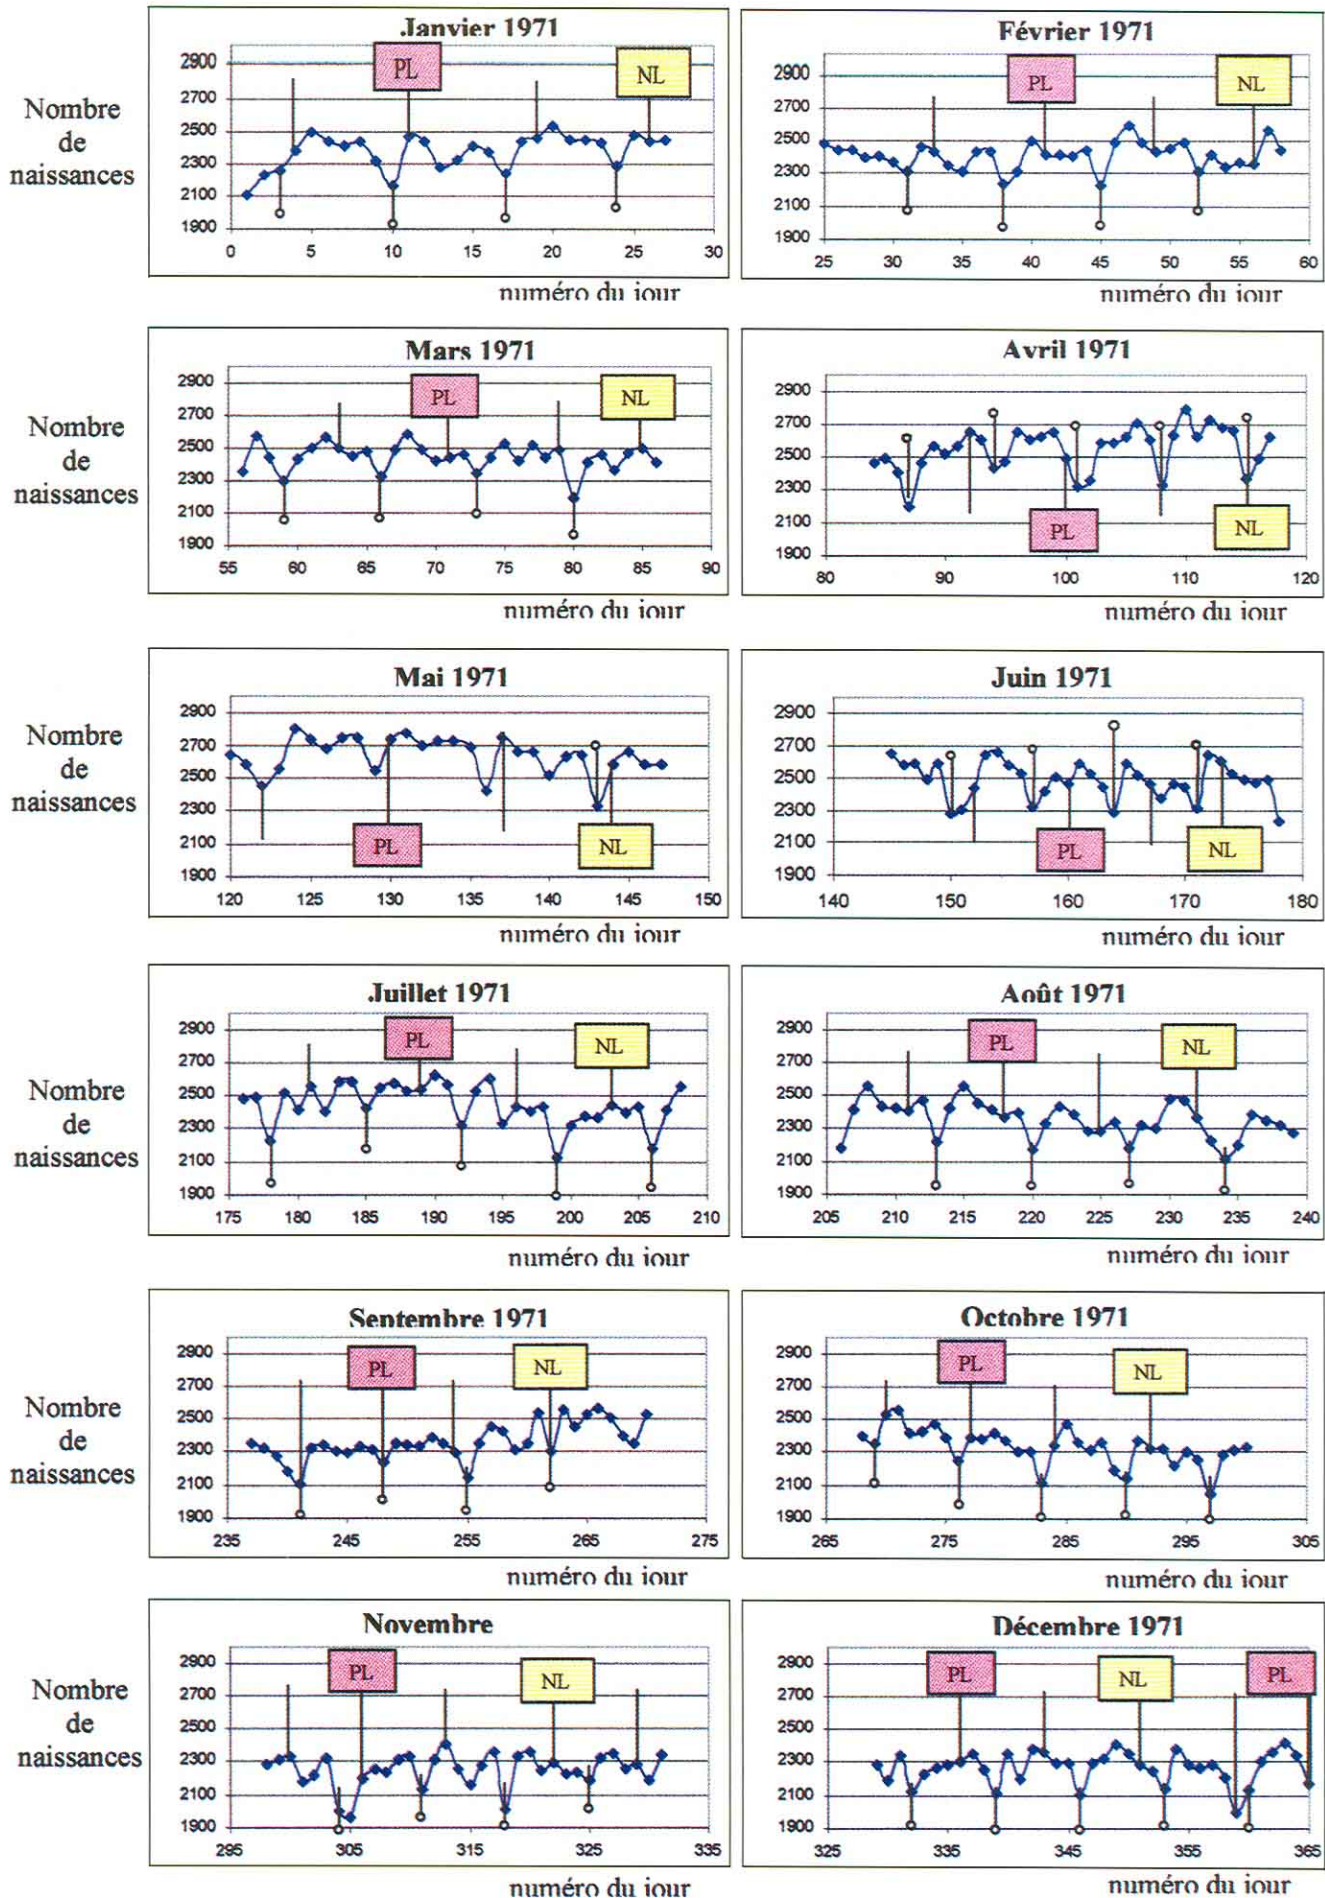 Janvier 1971
Nombre
de
naissances
2900
2700
2500
2300
2100
1900
PL
NL
0 5 10 15 20 25 30
numéro du jour
Février 1971
2900
2700
2500
2300
2100
1900
PL
NL
25 30 35 40 45 50 55 60
numéro du jour
Mars 1971
Nombre
de
naissances
2900
2700
2500
2300
2100
1900
PL
NL
55 60 65 70 75 80 85 90
numéro du jour
Avril 1971
2900
2700
2500
2300
2100
1900
PL
NL
80 90 100 110 120
numéro du jour
Mai 1971
Nombre
de
naissances
2900
2700
2500
2300
2100
1900
PL
NL
120 125 130 135 140 145 150
numéro du jour
Juin 1971
2900
2700
2500
2300
2100
1900
PL
NL
140 150 160 170 180
numéro du jour
Juillet 1971
Nombre
de
naissances
2900
2700
2500
2300
2100
1900
PL
NL
175 180 185 190 195 200 205 210
numéro du jour
Août 1971
2900
2700
2500
2300
2100
1900
PL
NL
205 210 215 220 225 230 235 240
numéro du jour
Septembre 1971
Nombre
de
naissances
2900
2700
2500
2300
2100
1900
PL
NL
235 245 255 265 275
numéro du jour
Octobre 1971
2900
2700
2500
2300
2100
1900
PL
NL
265 275 285 295 305
numéro du jour
Novembre
Nombre
de
naissances
2900
2700
2500
2300
2100
1900
PL
NL
295 305 315 325 335
numéro du jour
Décembre 1971
2900
2700
2500
2300
2100
1900
PL
NL
PL
325 335 345 355 365
numéro du jour